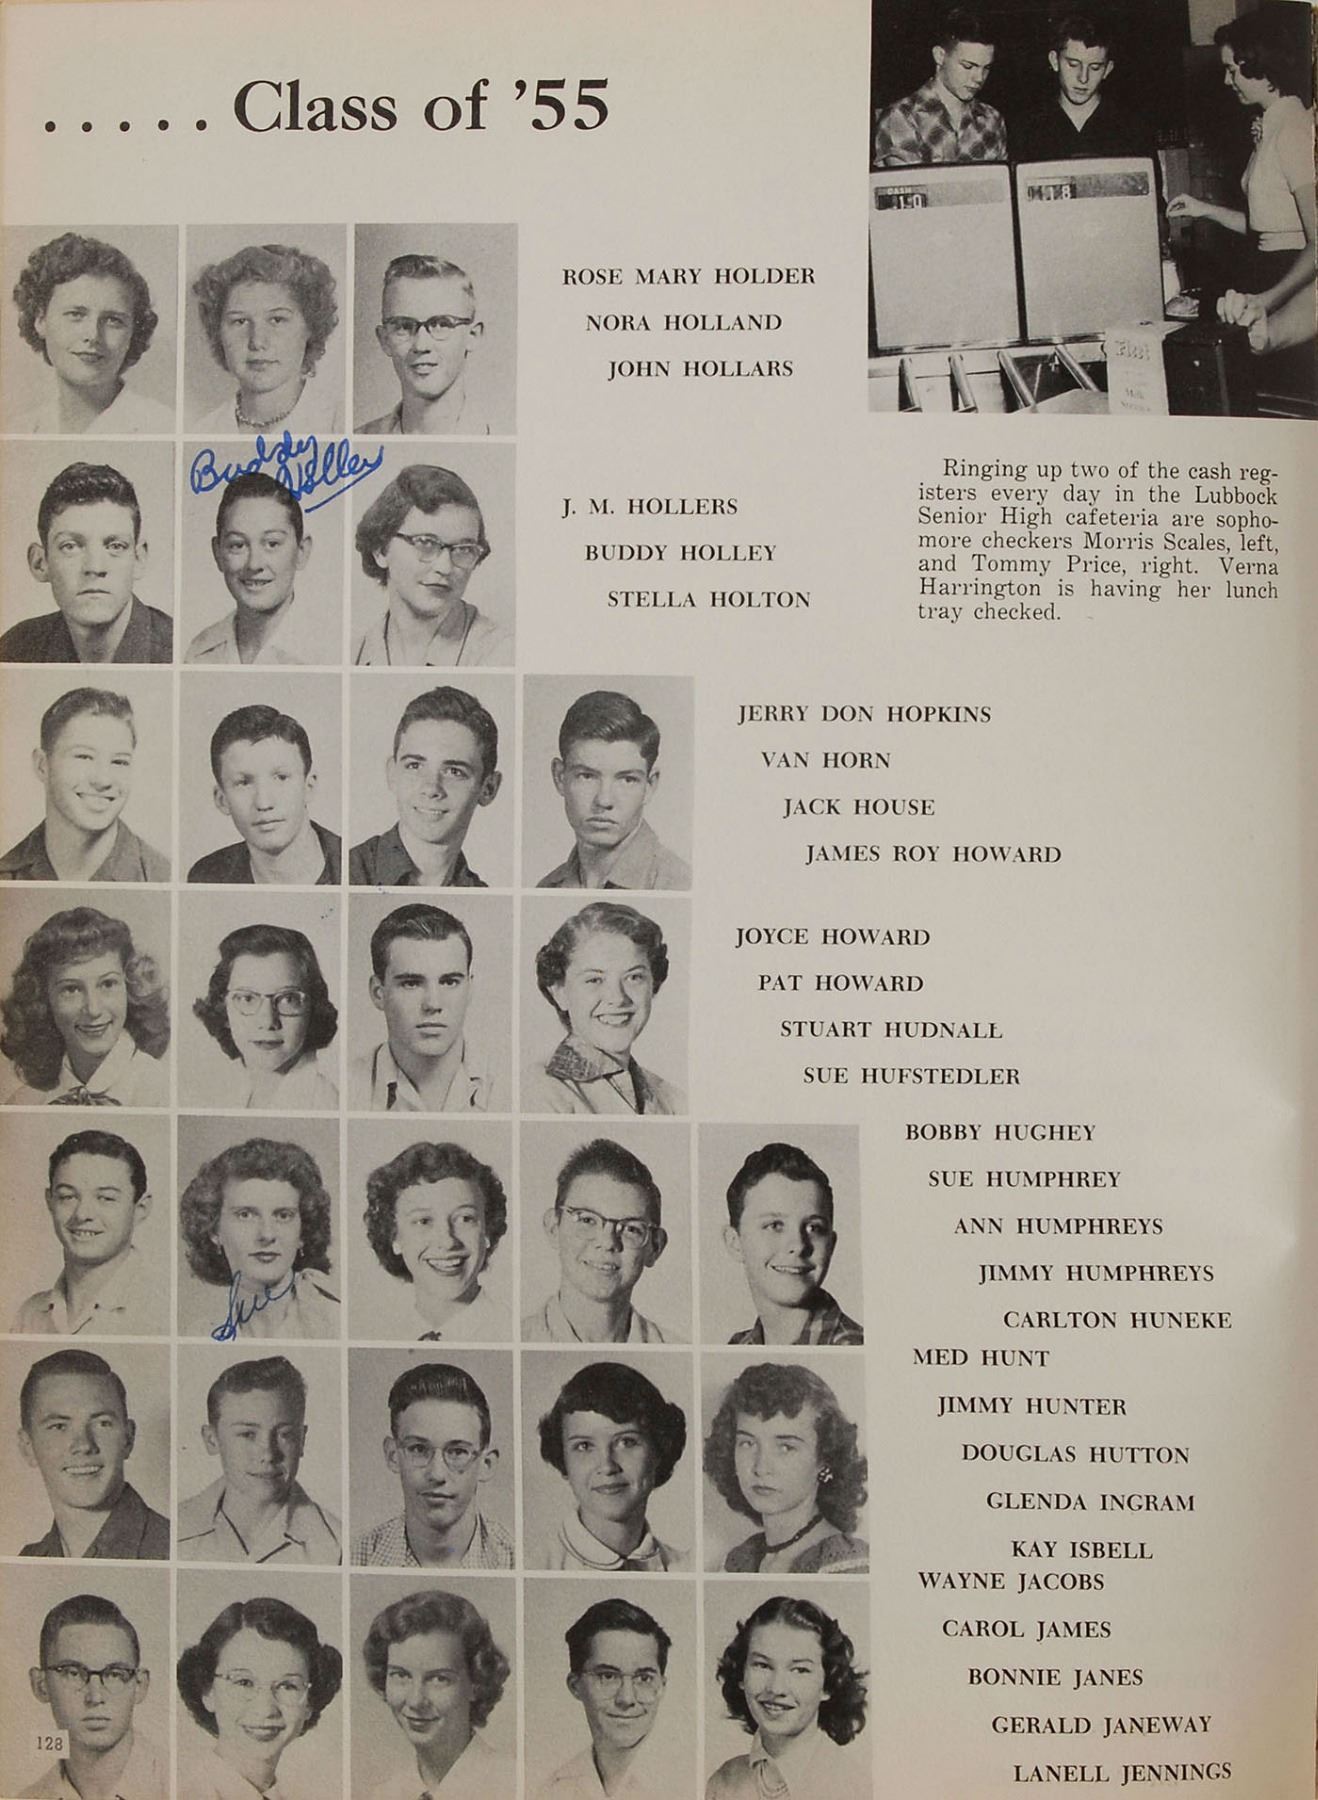 . . . . . Class of ’55
CASH
ROSE MARY HOLDER
NORA HOLLAND
JOHN HOLLARS
Buddy
Holley
J. M. HOLLERS
BUDDY HOLLEY
STELLA HOLTON
Ringing up two of the cash reg-
isters every day in the Lubbock
Senior High cafeteria are sopho-
more checkers Morris Scales, left,
and Tommy Price, right. Verna
Harrington is having her lunch
tray checked.
JERRY DON HOPKINS
VAN HORN
JACK HOUSE
JAMES ROY HOWARD
JOYCE HOWARD
PAT HOWARD
STUART HUDNALL
SUE HUFSTEDLER
BOBBY HUGHEY
SUE HUMPHREY
ANN HUMPHREYS
JIMMY HUMPHREYS
CARLTON HUNEKE
Sue
MED HUNT
JIMMY HUNTER
DOUGLAS HUTTON
GLENDA INGRAM
KAY ISBELL
WAYNE JACOBS
CAROL JAMES
BONNIE JANES
GERALD JANEWAY
LANELL JENNINGS
128